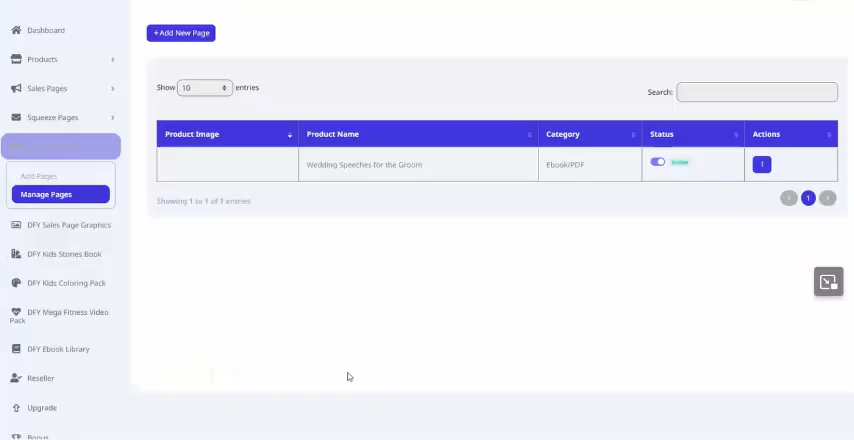 Dashboard
Products
Sales Pages
Squeeze Pages
Add Pages
Manage Pages
DFY Sales Page Graphics
DFY Kids Stories Book
DFY Kids Coloring Pack
DFY Mega Fitness Video
Pack
DFY Ebook Library
Reseller
Upgrade
Bonus
+ Add New Page
Show 10 entries
Search:
Product Image Product Name Category Status Actions
Wedding Speeches for the Groom Ebook/PDF Active
Showing 1 to 1 of 1 entries
1